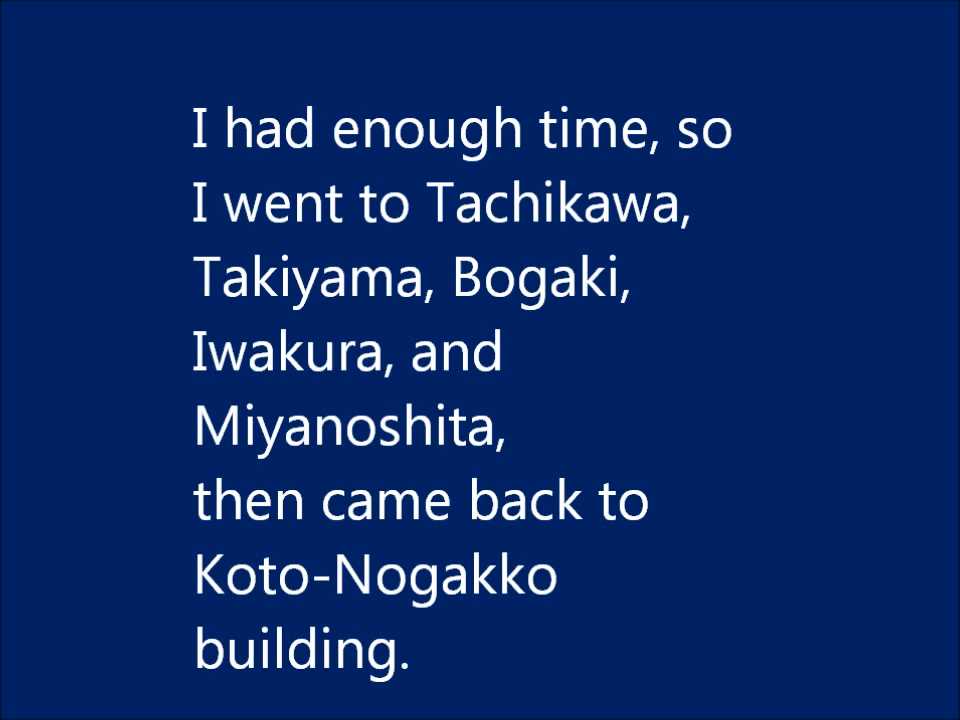 I had enough time, so
I went to Tachikawa,
Takiyama, Bogaki,
Iwakura, and
Miyanoshita,
then came back to
Koto-Nogakko
building.